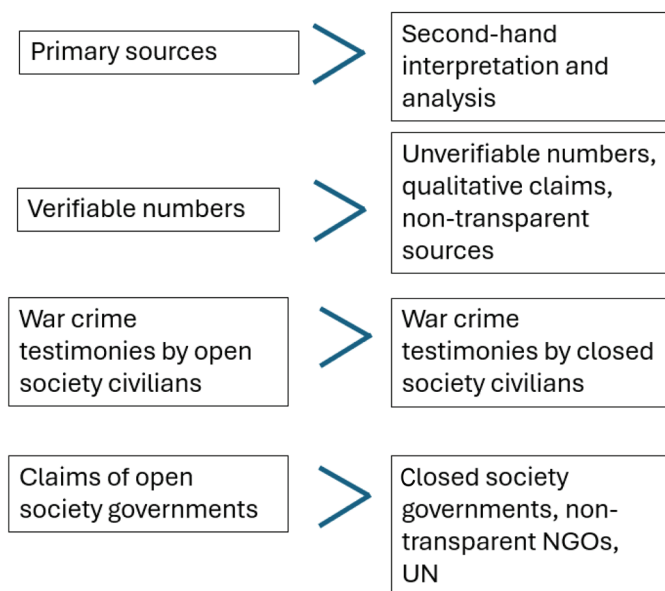 Primary sources
Second-hand
interpretation and
analysis
Verifiable numbers
Unverifiable numbers,
qualitative claims,
non-transparent
sources
War crime
testimonies by open
society civilians
War crime
testimonies by closed
society civilians
Claims of open
society governments
Closed society
governments, non-
transparent NGOs,
UN